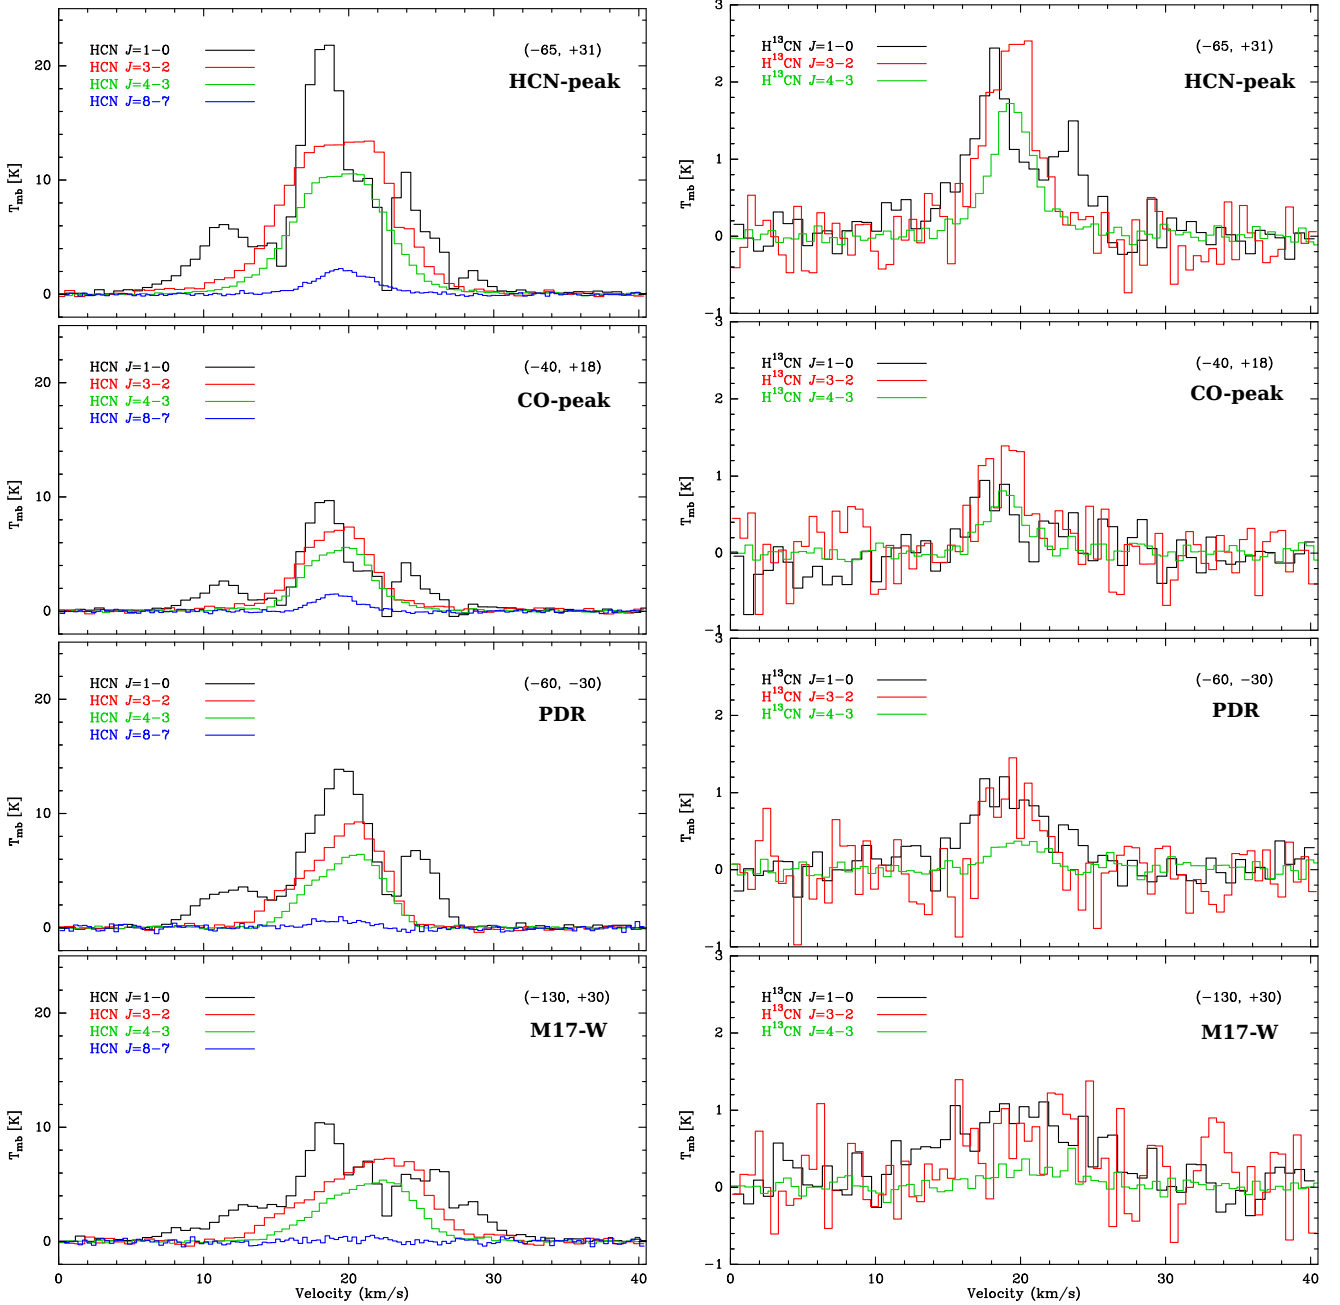 HCN J=1−0
HCN J=3−2
HCN J=4−3
HCN J=8−7
(−65, +31)
HCN-peak
20
10
0
T_mb [K]
H¹³CN J=1−0
H¹³CN J=3−2
H¹³CN J=4−3
(−65, +31)
HCN-peak
3
2
1
0
−1
T_mb [K]
HCN J=1−0
HCN J=3−2
HCN J=4−3
HCN J=8−7
(−40, +18)
CO-peak
20
10
0
T_mb [K]
H¹³CN J=1−0
H¹³CN J=3−2
H¹³CN J=4−3
(−40, +18)
CO-peak
3
2
1
0
−1
T_mb [K]
HCN J=1−0
HCN J=3−2
HCN J=4−3
HCN J=8−7
(−60, −30)
PDR
20
10
0
T_mb [K]
H¹³CN J=1−0
H¹³CN J=3−2
H¹³CN J=4−3
(−60, −30)
PDR
3
2
1
0
−1
T_mb [K]
HCN J=1−0
HCN J=3−2
HCN J=4−3
HCN J=8−7
(−130, +30)
M17-W
20
10
0
T_mb [K]
0 10 20 30 40
Velocity (km/s)
H¹³CN J=1−0
H¹³CN J=3−2
H¹³CN J=4−3
(−130, +30)
M17-W
3
2
1
0
−1
T_mb [K]
0 10 20 30 40
Velocity (km/s)